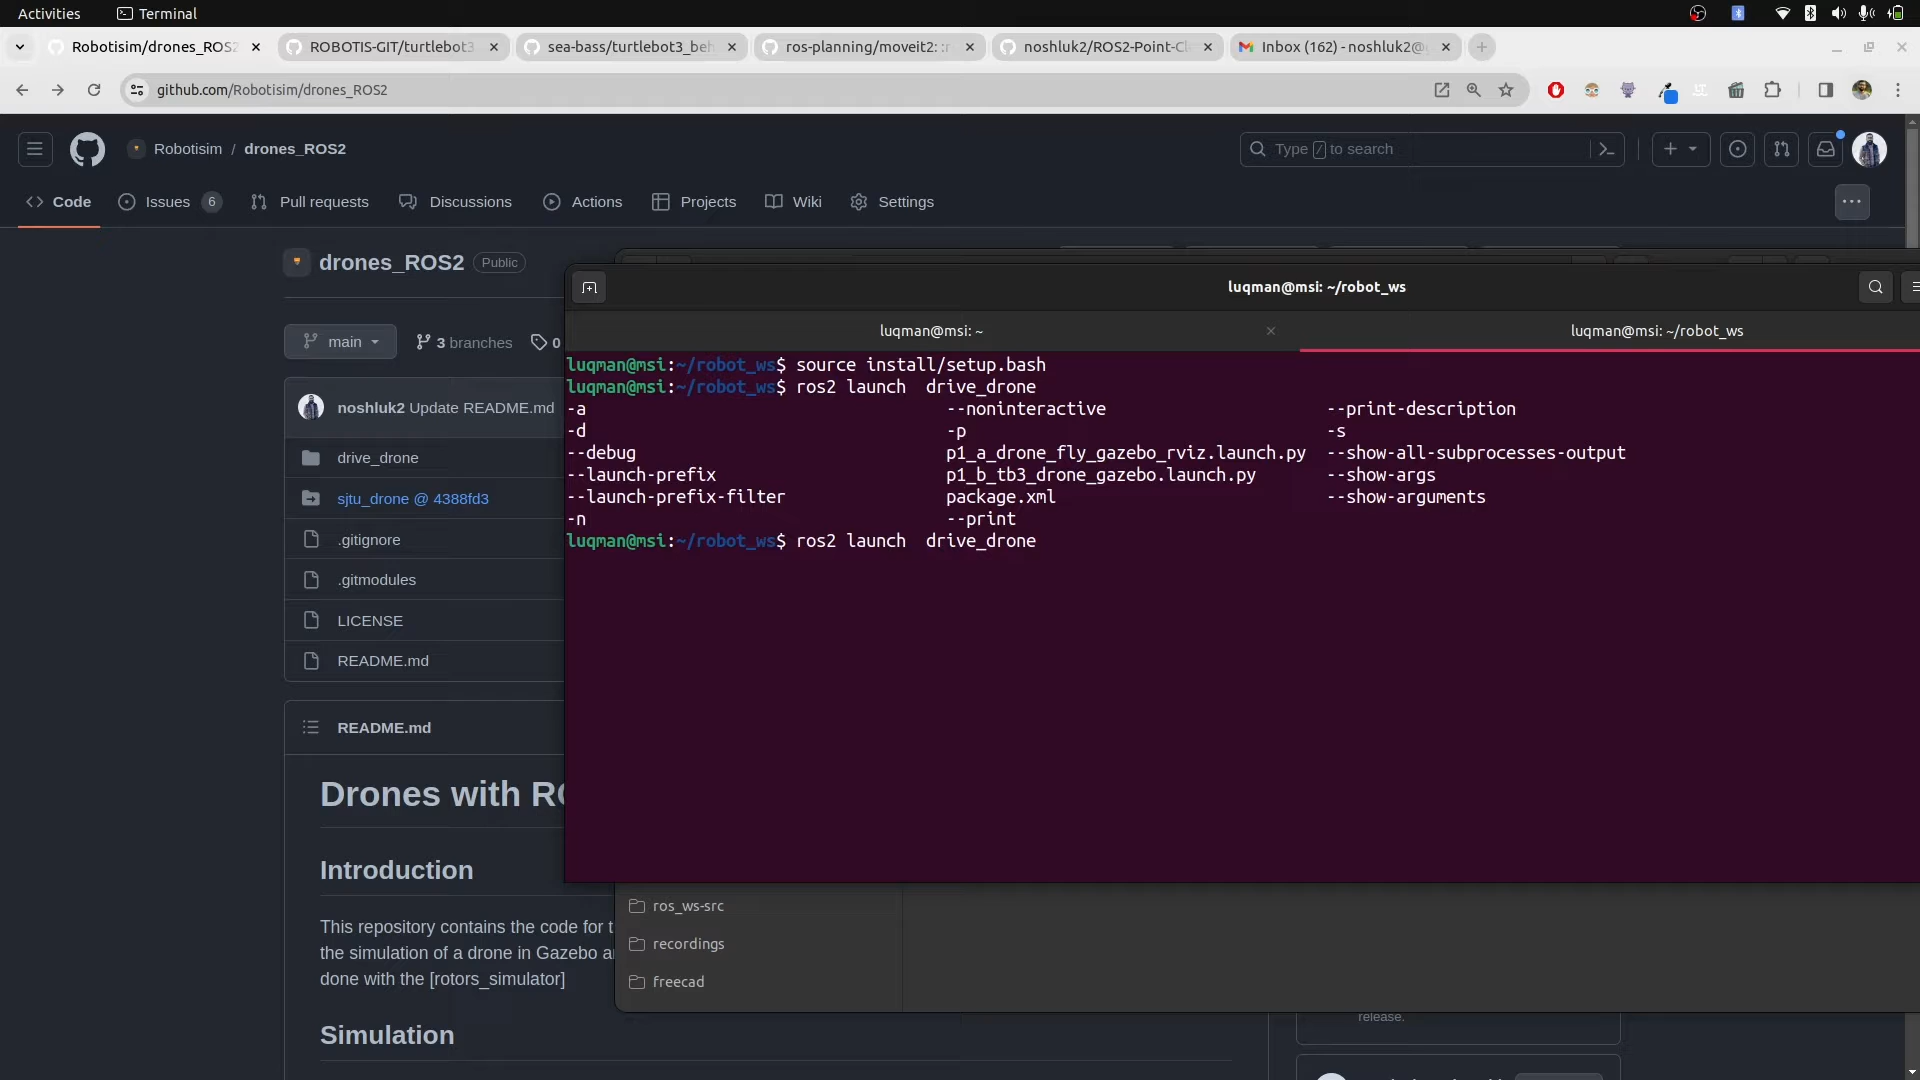 Activities
Terminal
Robotisim/drones_ROS2
ROBOTIS-GIT/turtlebot3
sea-bass/turtlebot3_beh
ros-planning/moveit2: :r
noshluk2/ROS2-Point-Cl
Inbox (162) - noshluk2@g
github.com/Robotisim/drones_ROS2
Robotisim / drones_ROS2
Type / to search
Code
Issues 6
Pull requests
Discussions
Actions
Projects
Wiki
Settings
drones_ROS2 Public
main
3 branches
0
noshluk2 Update README.md
drive_drone
sjtu_drone @ 4388fd3
.gitignore
.gitmodules
LICENSE
README.md
README.md
Drones with RO
Introduction
This repository contains the code for t
the simulation of a drone in Gazebo a
done with the [rotors_simulator]
Simulation
luqman@msi: ~/robot_ws
luqman@msi: ~
luqman@msi: ~/robot_ws
luqman@msi:~/robot_ws$ source install/setup.bash
luqman@msi:~/robot_ws$ ros2 launch  drive_drone
-a --noninteractive --print-description
-d -p -s
--debug p1_a_drone_fly_gazebo_rviz.launch.py --show-all-subprocesses-output
--launch-prefix p1_b_tb3_drone_gazebo.launch.py --show-args
--launch-prefix-filter package.xml --show-arguments
-n --print
luqman@msi:~/robot_ws$ ros2 launch  drive_drone
ros_ws-src
recordings
freecad
release.